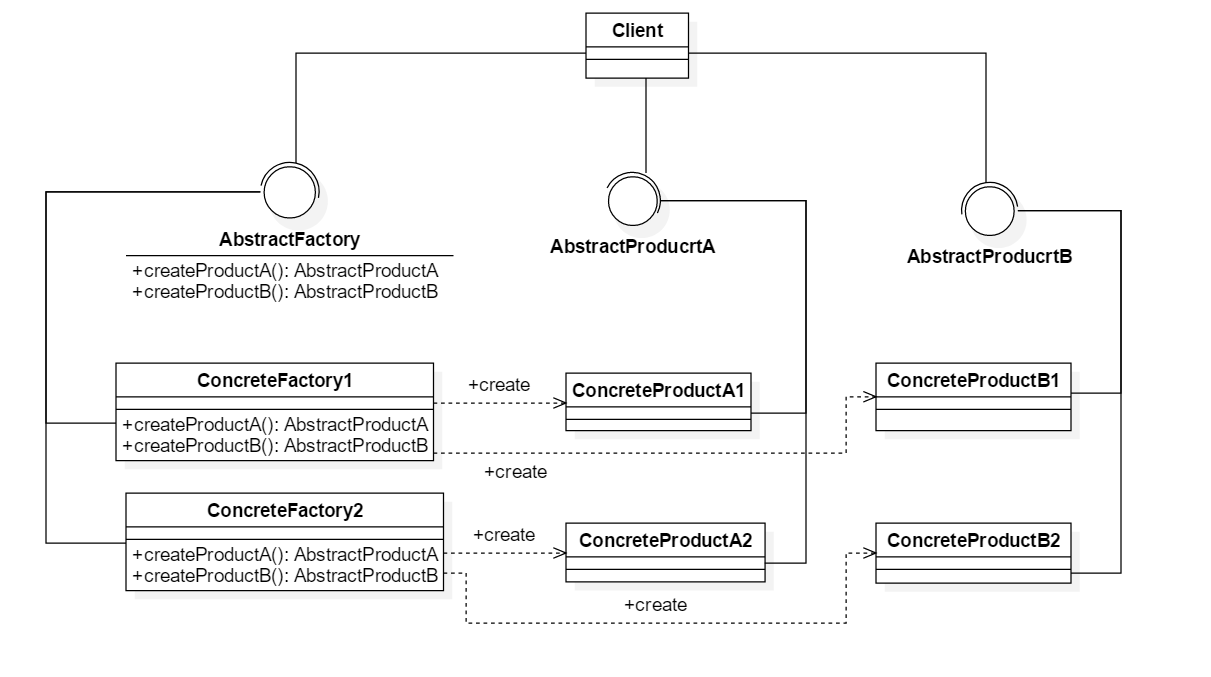 Client
AbstractFactory
+createProductA(): AbstractProductA
+createProductB(): AbstractProductB
AbstractProducrtA
AbstractProducrtB
ConcreteFactory1
+createProductA(): AbstractProductA
+createProductB(): AbstractProductB
+create
ConcreteProductA1
ConcreteProductB1
+create
ConcreteFactory2
+createProductA(): AbstractProductA
+createProductB(): AbstractProductB
+create
ConcreteProductA2
ConcreteProductB2
+create